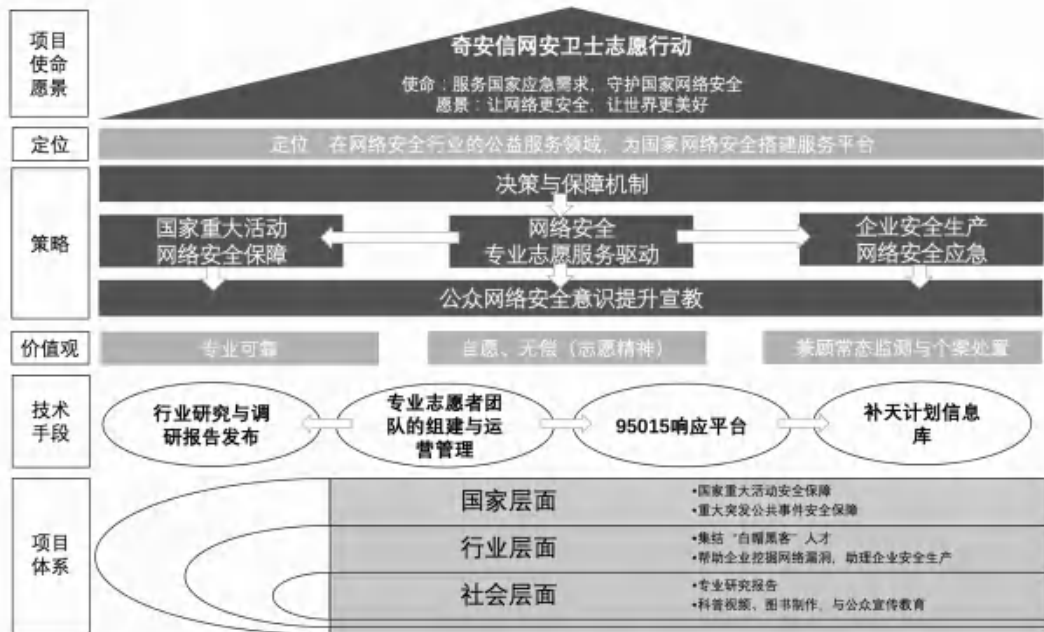 项目
使命
愿景
奇安信网安卫士志愿行动
使命：服务国家应急需求，守护国家网络安全
愿景：让网络更安全，让世界更美好
定位
定位 在网络安全行业的公益服务领域，为国家网络安全搭建服务平台
策略
决策与保障机制
国家重大活动
网络安全保障
网络安全
专业志愿服务驱动
企业安全生产
网络安全应急
公众网络安全意识提升宣教
价值观
专业可靠
自愿、无偿（志愿精神）
兼顾常态监测与个案处置
技术
手段
行业研究与调
研报告发布
专业志愿者团
队的组建与运
营管理
95015响应平台
补天计划信息
库
项目
体系
国家层面
•国家重大活动安全保障
•重大突发公共事件安全保障
行业层面
•集结“白帽黑客”人才
•帮助企业挖掘网络漏洞，助理企业安全生产
社会层面
•专业研究报告
•科普视频、图书制作，与公众宣传教育